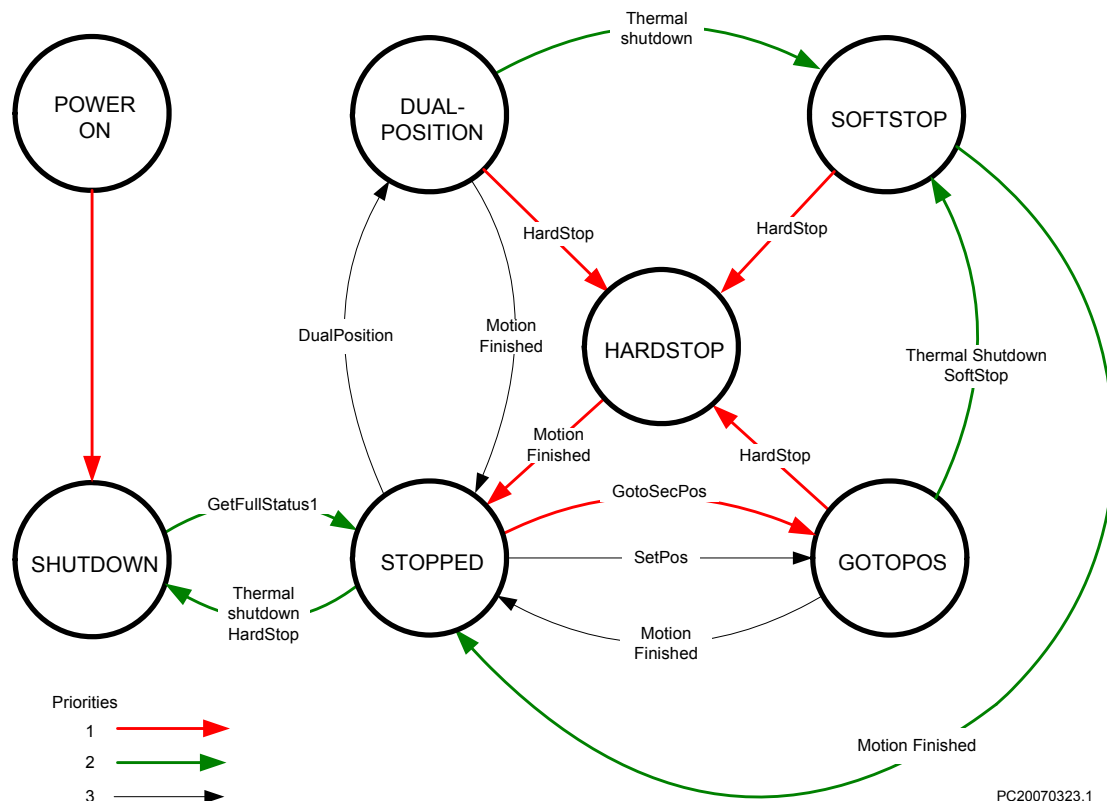 Thermal
shutdown
POWER
ON
DUAL-
POSITION
SOFTSTOP
HardStop
HardStop
DualPosition
Motion
Finished
HARDSTOP
Thermal Shutdown
SoftStop
Motion
Finished
HardStop
GetFullStatus1
GotoSecPos
SHUTDOWN
STOPPED
SetPos
GOTOPOS
Thermal
shutdown
HardStop
Motion
Finished
Priorities
1
2
3
Motion Finished
PC20070323.1